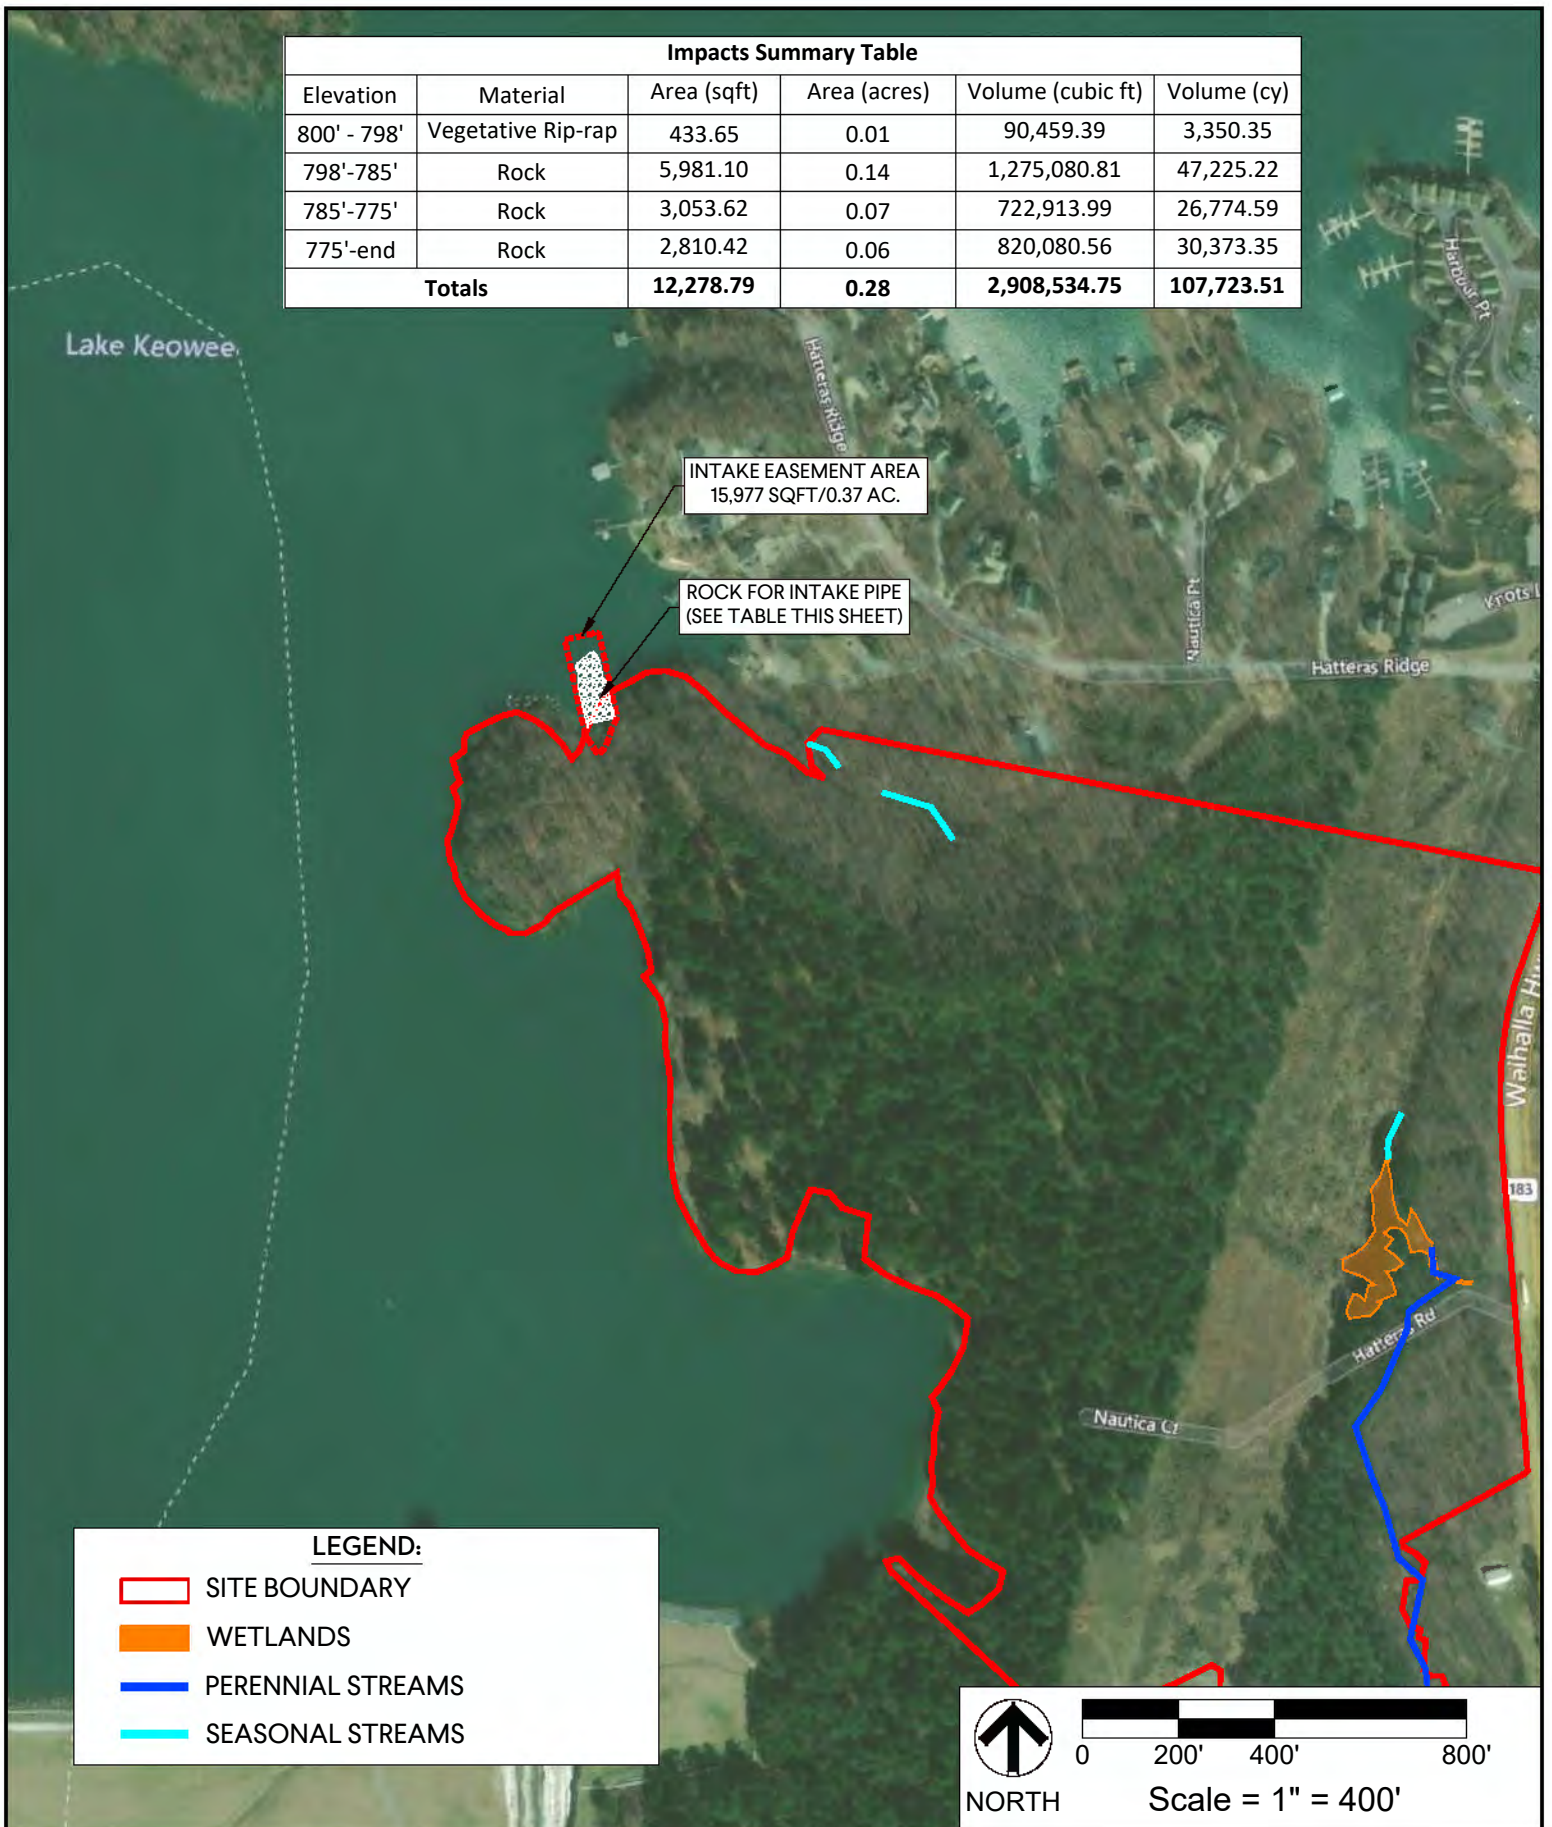 Impacts Summary Table
Elevation Material Area (sqft) Area (acres) Volume (cubic ft) Volume (cy)
800' - 798' Vegetative Rip-rap 433.65 0.01 90,459.39 3,350.35
798'-785' Rock 5,981.10 0.14 1,275,080.81 47,225.22
785'-775' Rock 3,053.62 0.07 722,913.99 26,774.59
775'-end Rock 2,810.42 0.06 820,080.56 30,373.35
Totals 12,278.79 0.28 2,908,534.75 107,723.51
Harbour Pt
Lake Keowee
Hatteras Ridge
INTAKE EASEMENT AREA
15,977 SQFT/0.37 AC.
ROCK FOR INTAKE PIPE
(SEE TABLE THIS SHEET)
Nautica Pt
Knots
Hatteras Ridge
Walhalla Hw
183
Hatteras Rd
Nautica Ct
LEGEND:
SITE BOUNDARY
WETLANDS
PERENNIAL STREAMS
SEASONAL STREAMS
NORTH
0 200' 400' 800'
Scale = 1" = 400'